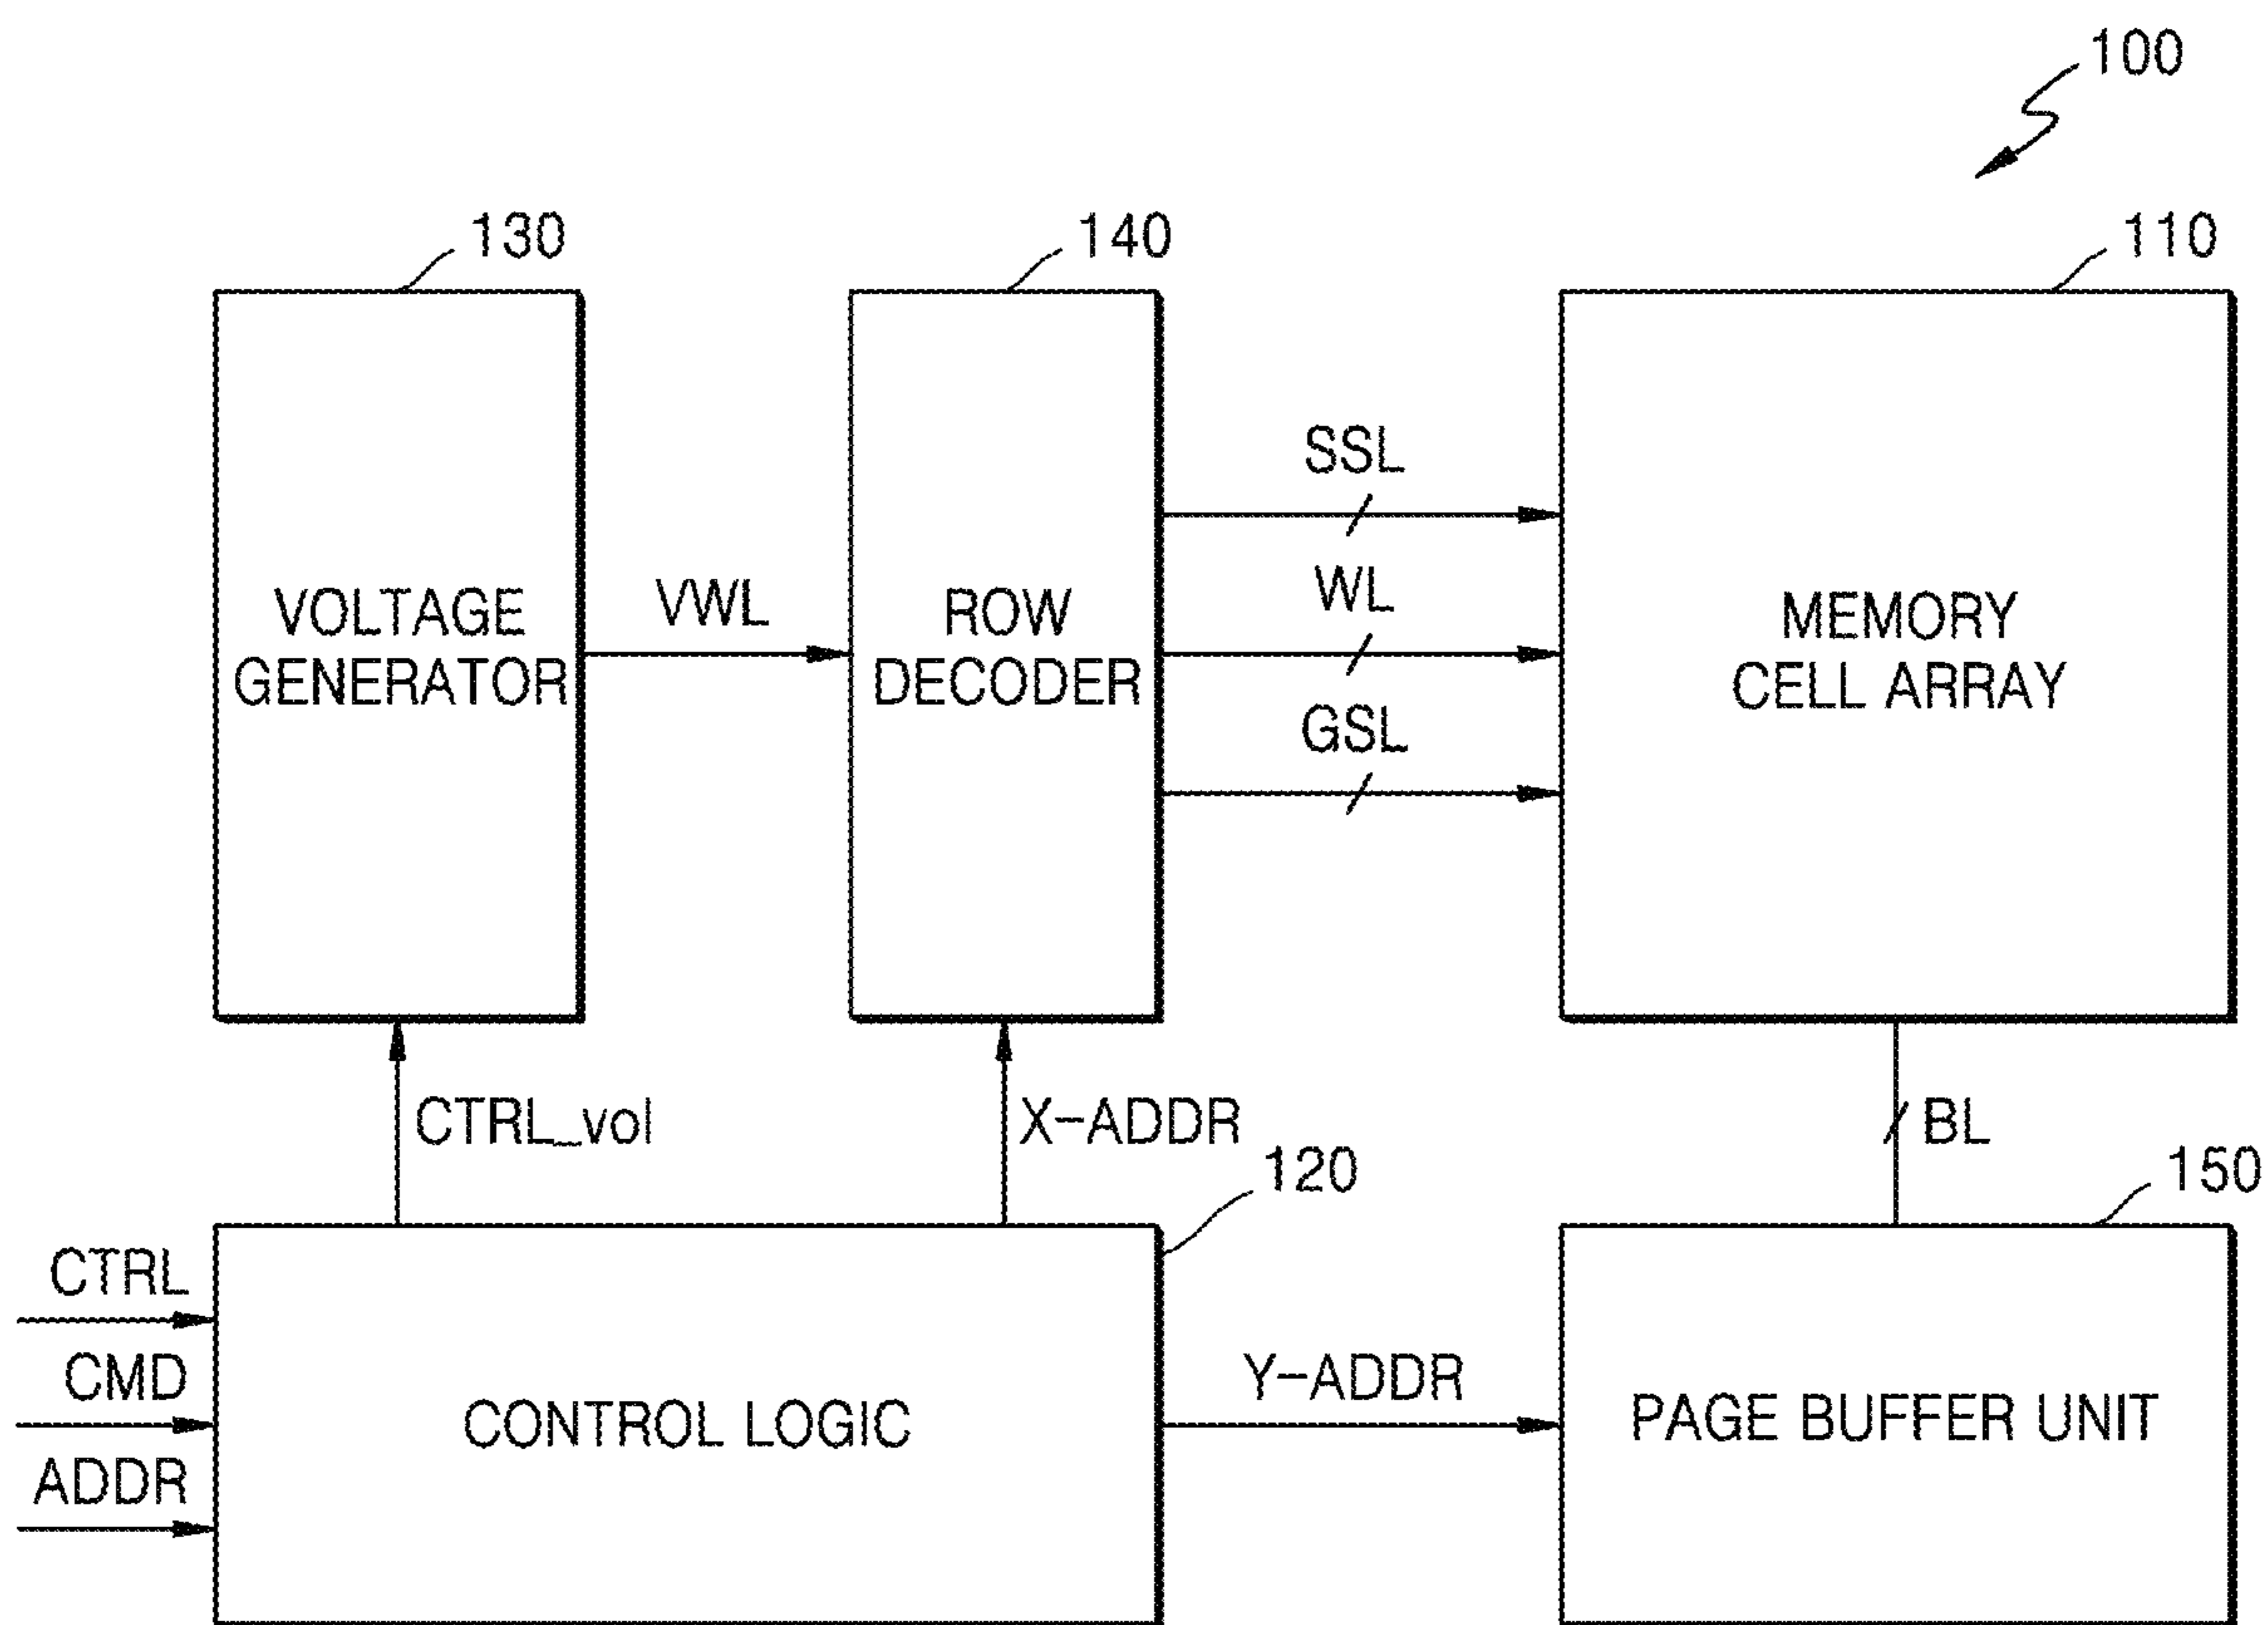 100
130
140
110
SSL
VOLTAGE
GENERATOR
VWL
ROW
DECODER
WL
MEMORY
CELL ARRAY
GSL
CTRL_vol
X-ADDR
BL
120
150
CTRL
CMD
ADDR
CONTROL LOGIC
Y-ADDR
PAGE BUFFER UNIT